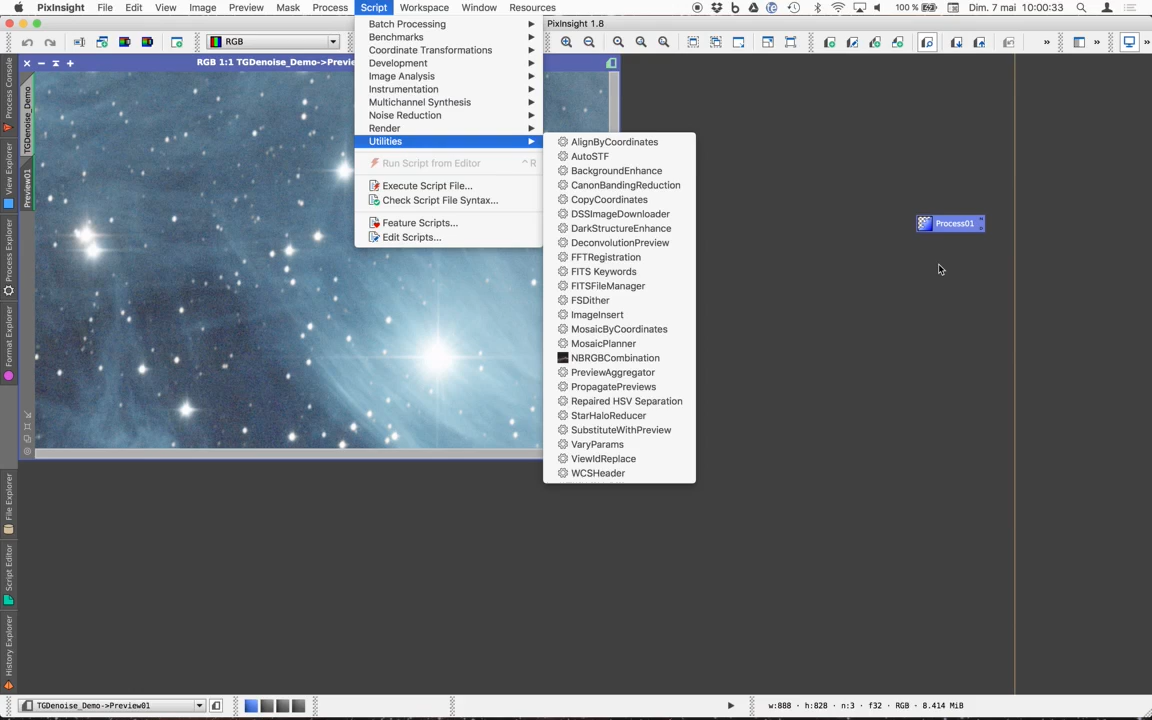 PixInsight File Edit View Image Preview Mask Process Script Workspace Window Resources 100 % Dim. 7 mai 10:00:33
PixInsight 1.8
RGB
RGB 1:1 TGDenoise_Demo->Previe
Process Console
View Explorer
Process Explorer
Format Explorer
File Explorer
Script Editor
History Explorer
TGDenoise_Demo
Preview01
Batch Processing
Benchmarks
Coordinate Transformations
Development
Image Analysis
Instrumentation
Multichannel Synthesis
Noise Reduction
Render
Utilities
Run Script from Editor ^ R
Execute Script File...
Check Script File Syntax...
Feature Scripts...
Edit Scripts...
AlignByCoordinates
AutoSTF
BackgroundEnhance
CanonBandingReduction
CopyCoordinates
DSSImageDownloader
DarkStructureEnhance
DeconvolutionPreview
FFTRegistration
FITS Keywords
FITSFileManager
FSDither
ImageInsert
MosaicByCoordinates
MosaicPlanner
NBRGBCombination
PreviewAggregator
PropagatePreviews
Repaired HSV Separation
StarHaloReducer
SubstituteWithPreview
VaryParams
ViewIdReplace
WCSHeader
Process01
TGDenoise_Demo->Preview01
w:888 · h:828 · n:3 · f32 · RGB · 8.414 MiB